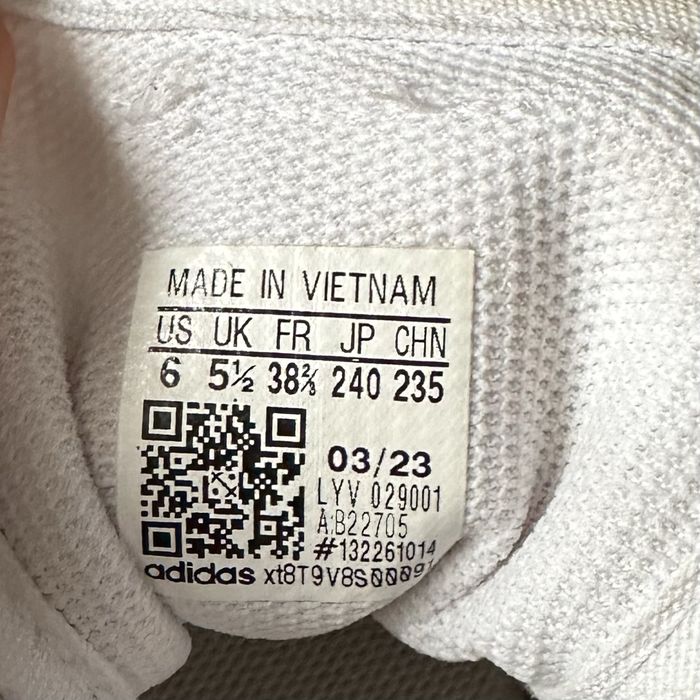 MADE IN VIETNAM
US UK FR JP CHN
6 5½ 38⅔ 240 235
03/23
LYV 029001
A:B22705
#132261014
adidas